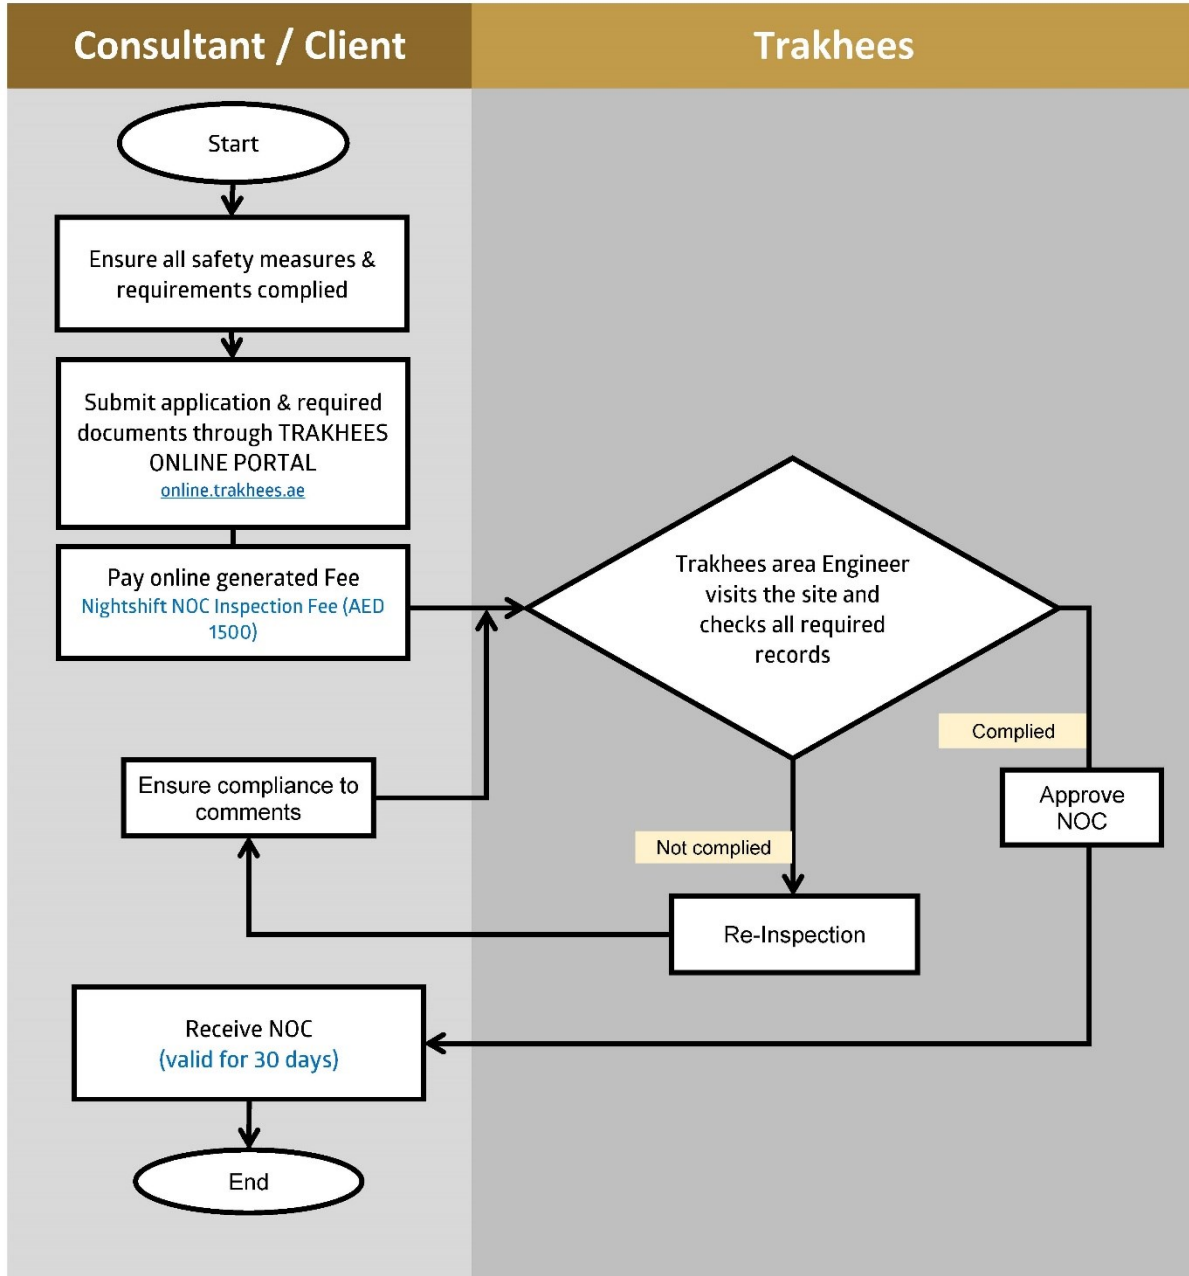 Consultant / Client
Trakhees
Start
Ensure all safety measures &
requirements complied
Submit application & required
documents through TRAKHEES
ONLINE PORTAL
online.trakhees.ae
Pay online generated Fee
Nightshift NOC Inspection Fee (AED
1500)
Trakhees area Engineer
visits the site and
checks all required
records
Complied
Approve
NOC
Ensure compliance to
comments
Not complied
Re-Inspection
Receive NOC
(valid for 30 days)
End